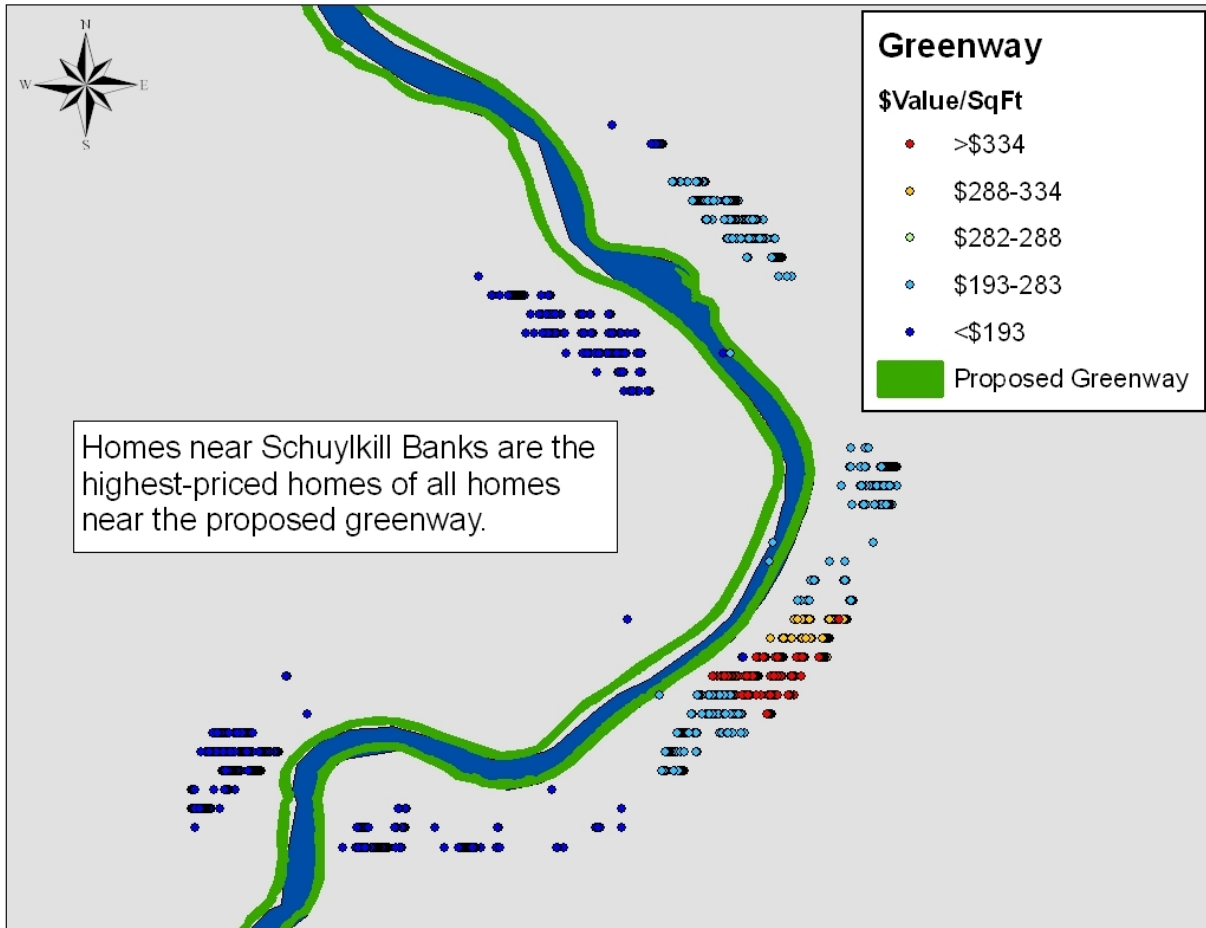 N
W
E
S
Greenway
$Value/SqFt
>$334
$288-334
$282-288
$193-283
<$193
Proposed Greenway
Homes near Schuylkill Banks are the
highest-priced homes of all homes
near the proposed greenway.